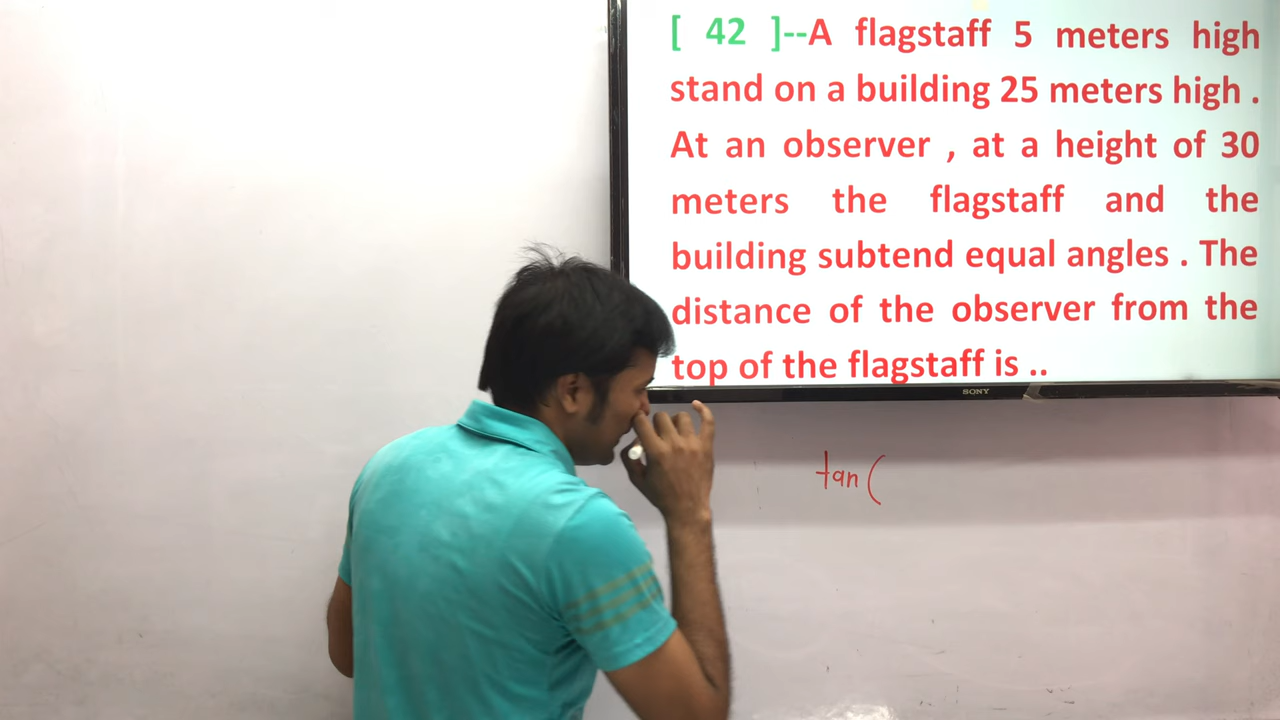 [ 42 ]--A flagstaff 5 meters high
stand on a building 25 meters high .
At an observer , at a height of 30
meters the flagstaff and the
building subtend equal angles . The
distance of the observer from the
top of the flagstaff is ..
SONY
tan (